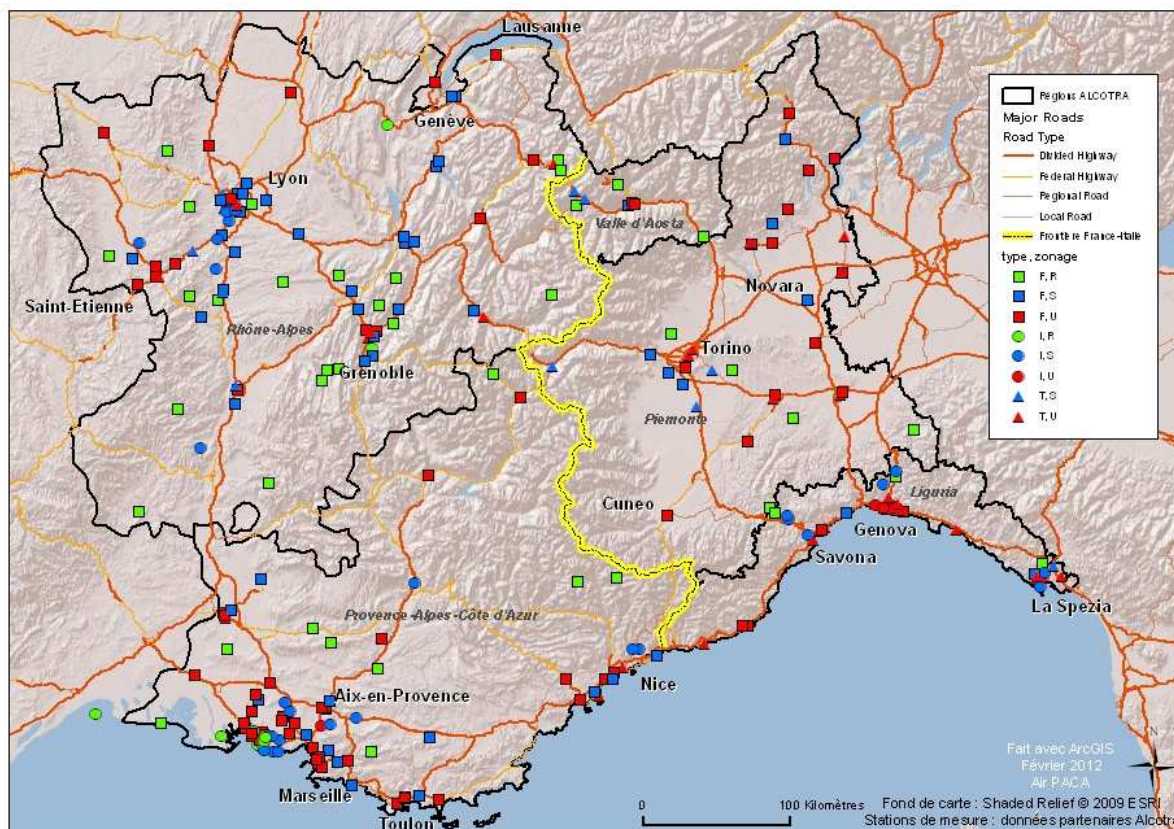 Lausanne
Genève
Lyon
Valle d'Aosta
Saint-Etienne
Novara
Rhône-Alpes
Torino
Grenoble
Piemonte
Cuneo
Liguria
Genova
Savona
La Spezia
Provence-Alpes-Côte d'Azur
Nice
Aix-en-Provence
Marseille
Toulon
Régions ALCOTRA
Major Roads
Road Type
Divided Highway
Federal Highway
Regional Road
Local Road
Frontière France-Italie
type, zonage
F, R
F, S
F, U
I, R
I, S
I, U
T, S
T, U
N
Fait avec ArcGIS
Février 2012
Air PACA
0 100 Kilomètres
Fond de carte : Shaded Relief © 2009 ESRI
Stations de mesure : données partenaires Alcotra